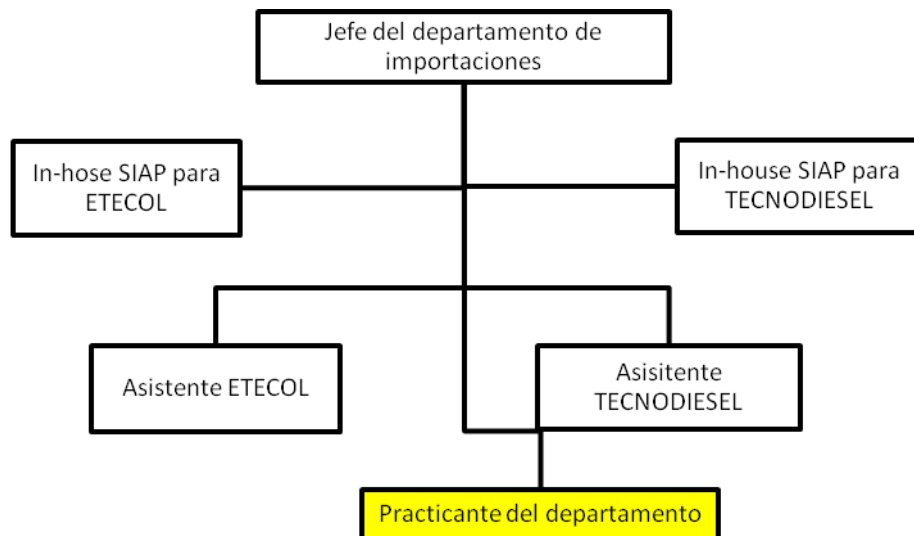 Jefe del departamento de
importaciones
In-hose SIAP para
ETECOL
In-house SIAP para
TECNODIESEL
Asistente ETECOL
Asisitente
TECNODIESEL
Practicante del departamento